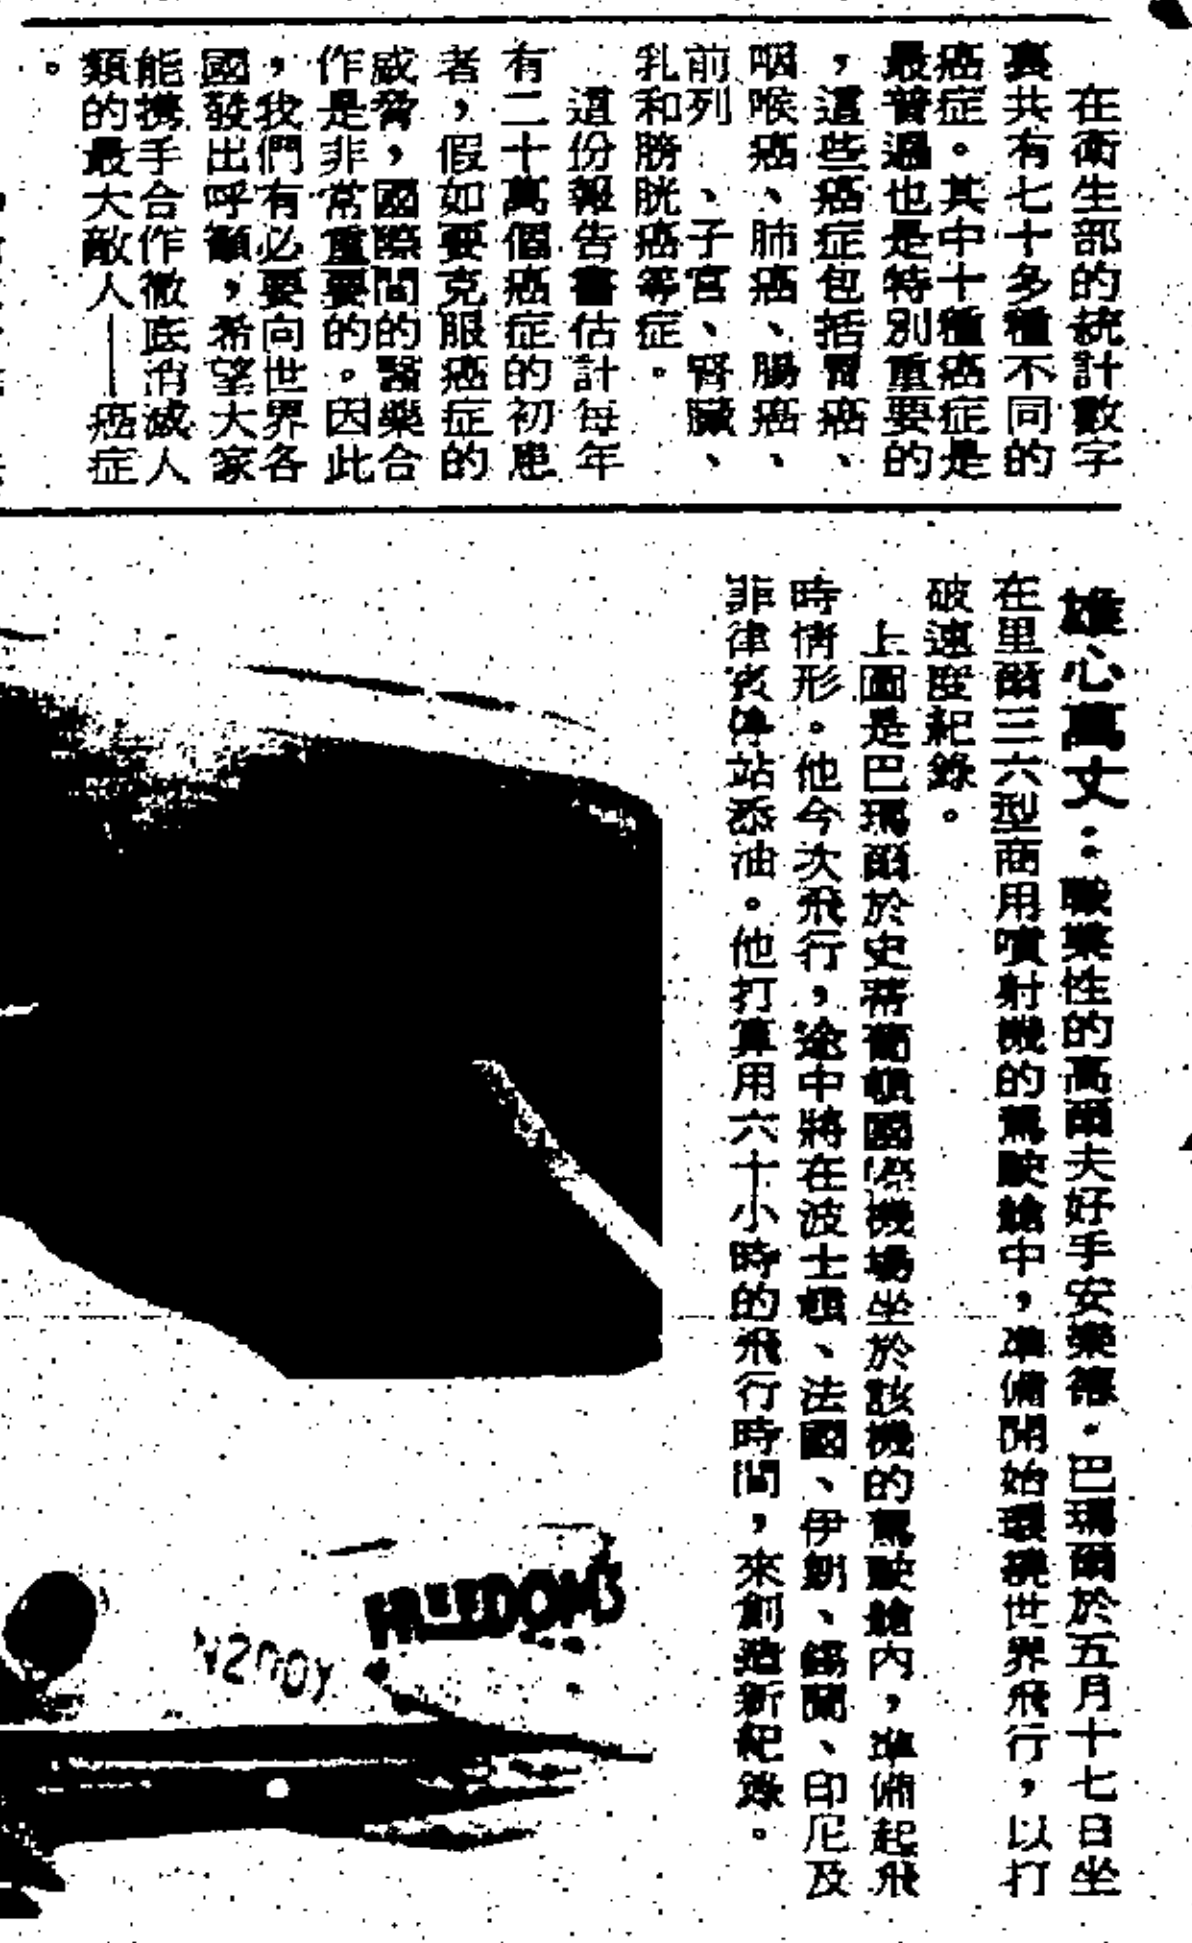 在衛生部的統計數字
裏共有七十多種不同的
癌症。其中十種癌症是
最普遍也是特別重要的
，這些癌症包括胃癌、
咽喉癌、肺癌、腸癌、
前列、子宮、腎臟、
乳和膀胱癌等症。
這份報告書估計每年
有二十萬個癌症的初患
者，假如要克服癌症的
威脅，國際間的醫藥合
作是非常重要的。因此
，我們有必要向世界各
國發出呼籲，希望大家
能携手合作徹底消滅人
類的最大敵人——癌症
。
雄心萬丈：職業性的高爾夫好手安樂德．巴瑪爾於五月十七日坐
在里爾三六型商用噴射機的駕駛艙中，準備開始環繞世界飛行，以打
破速度紀錄。
上圖是巴瑪爾於史蒂葡頓國際機場坐於該機的駕駛艙內，準備起飛
時情形。他今次飛行，途中將在波士頓、法國、伊朗、錫蘭、印尼及
菲律賓停站添油。他打算用六十小時的飛行時間，來創造新紀錄。
FREEDOM'S